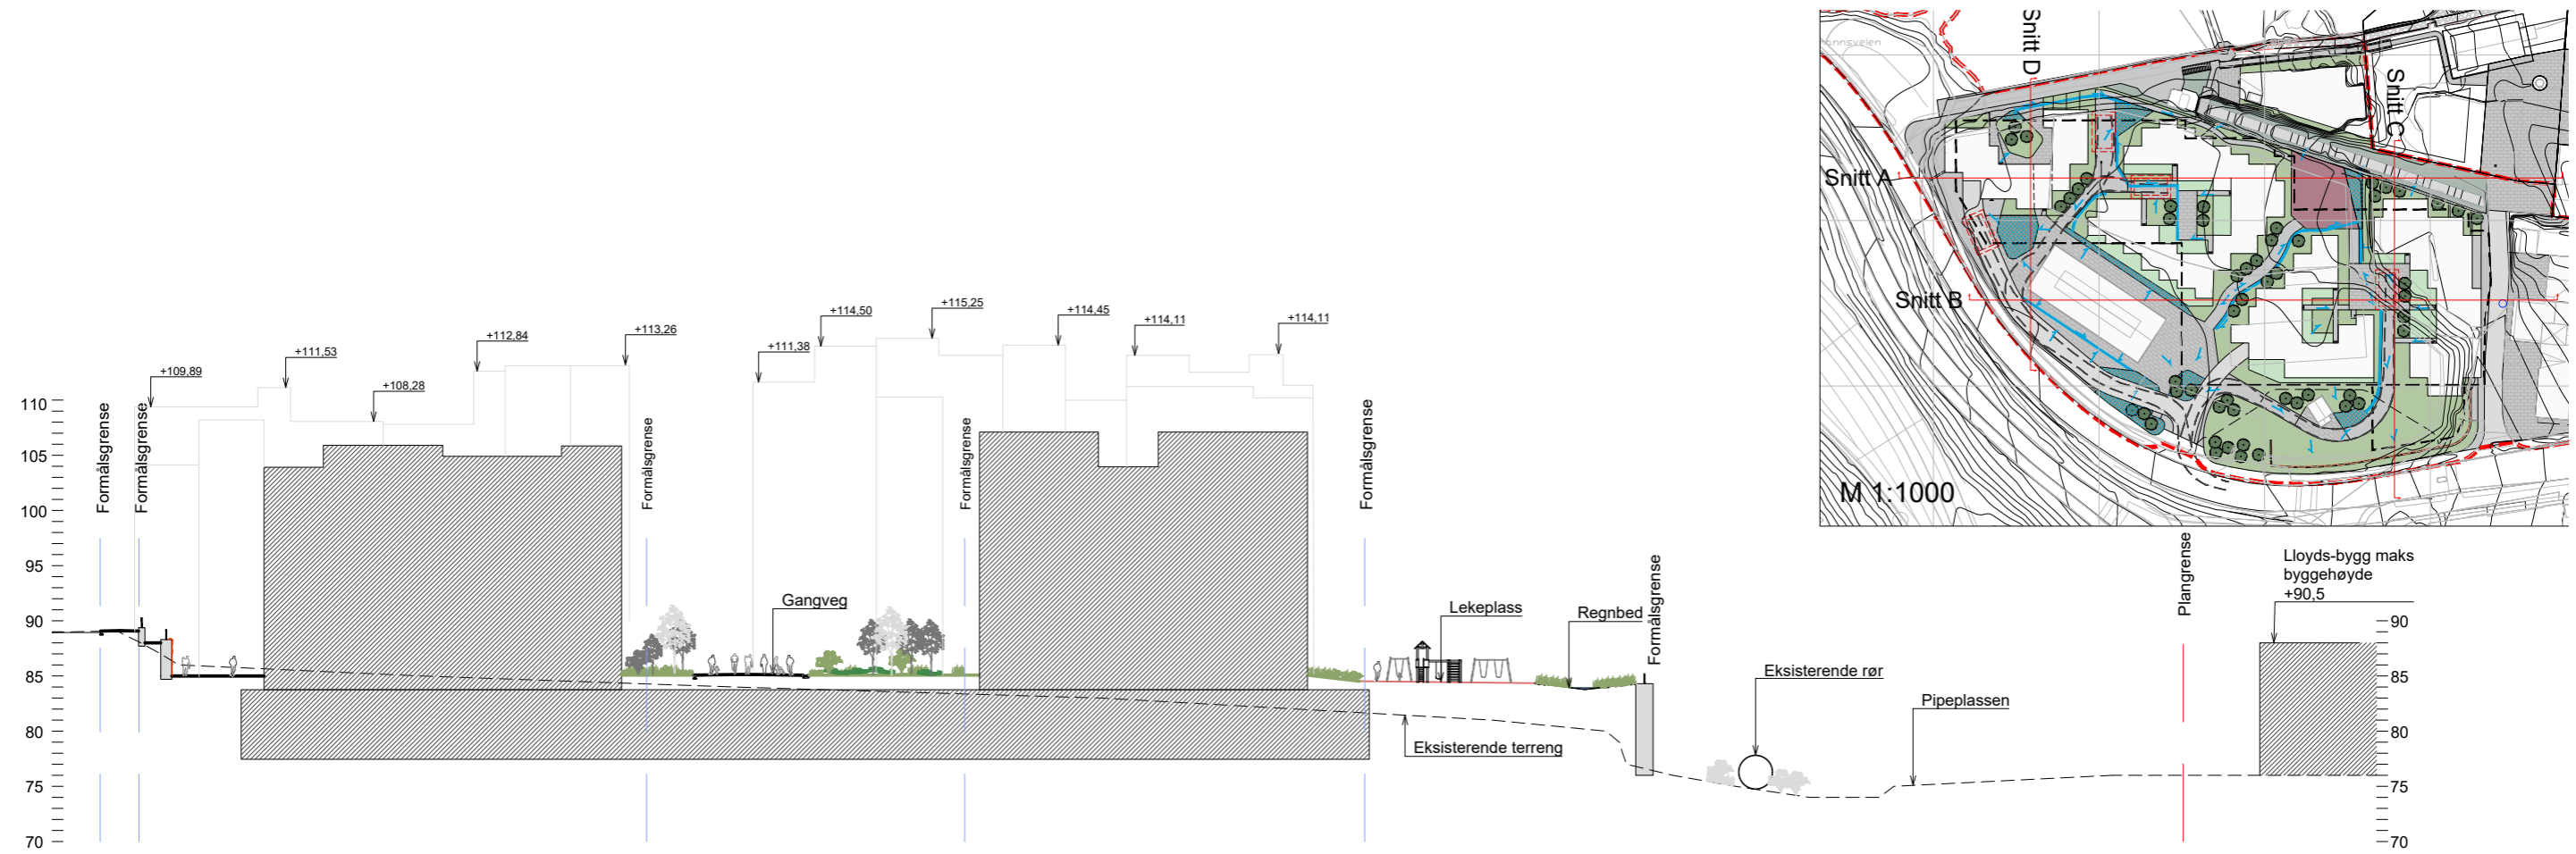 Snitt D
Snitt C
Snitt A
Snitt B
M 1:1000
+109,89
+111,53
+108,28
+112,84
+113,26
+111,38
+114,50
+115,25
+114,45
+114,11
+114,11
Formålsgrense
Formålsgrense
Formålsgrense
Formålsgrense
Formålsgrense
Formålsgrense
Plangrense
Lloyds-bygg maks
byggehøyde
+90,5
Gangveg
Lekeplass
Regnbed
Eksisterende rør
Pipeplassen
Eksisterende terreng
110
105
100
95
90
85
80
75
70
90
85
80
75
70